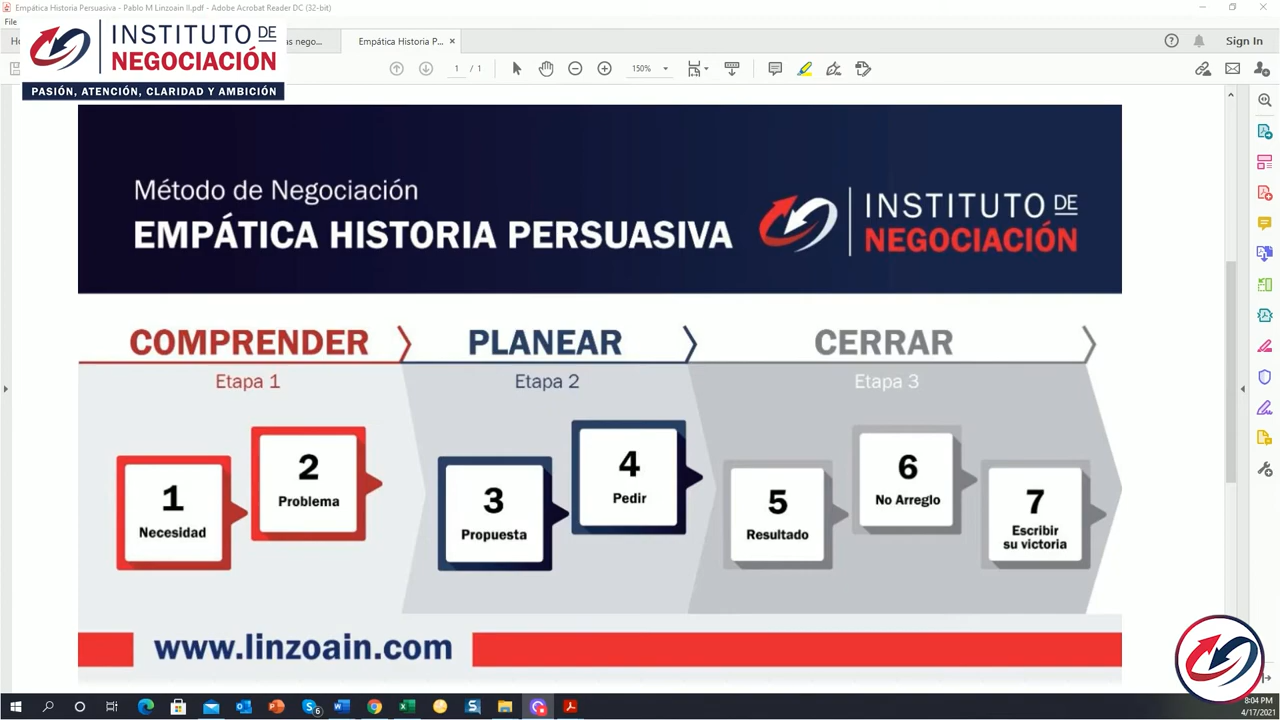 Empática Historia Persuasiva - Pablo M Linzoain II.pdf - Adobe Acrobat Reader DC (32-bit)
File
INSTITUTO DE
NEGOCIACIÓN
PASIÓN, ATENCIÓN, CLARIDAD Y AMBICIÓN
as nego...
Empática Historia P... ×
Sign In
1 / 1
150%
Método de Negociación
EMPÁTICA HISTORIA PERSUASIVA
INSTITUTO DE
NEGOCIACIÓN
COMPRENDER
PLANEAR
CERRAR
Etapa 1
Etapa 2
Etapa 3
1
Necesidad
2
Problema
3
Propuesta
4
Pedir
5
Resultado
6
No Arreglo
7
Escribir
su victoria
www.linzoain.com
6
8:04 PM
4/17/2021